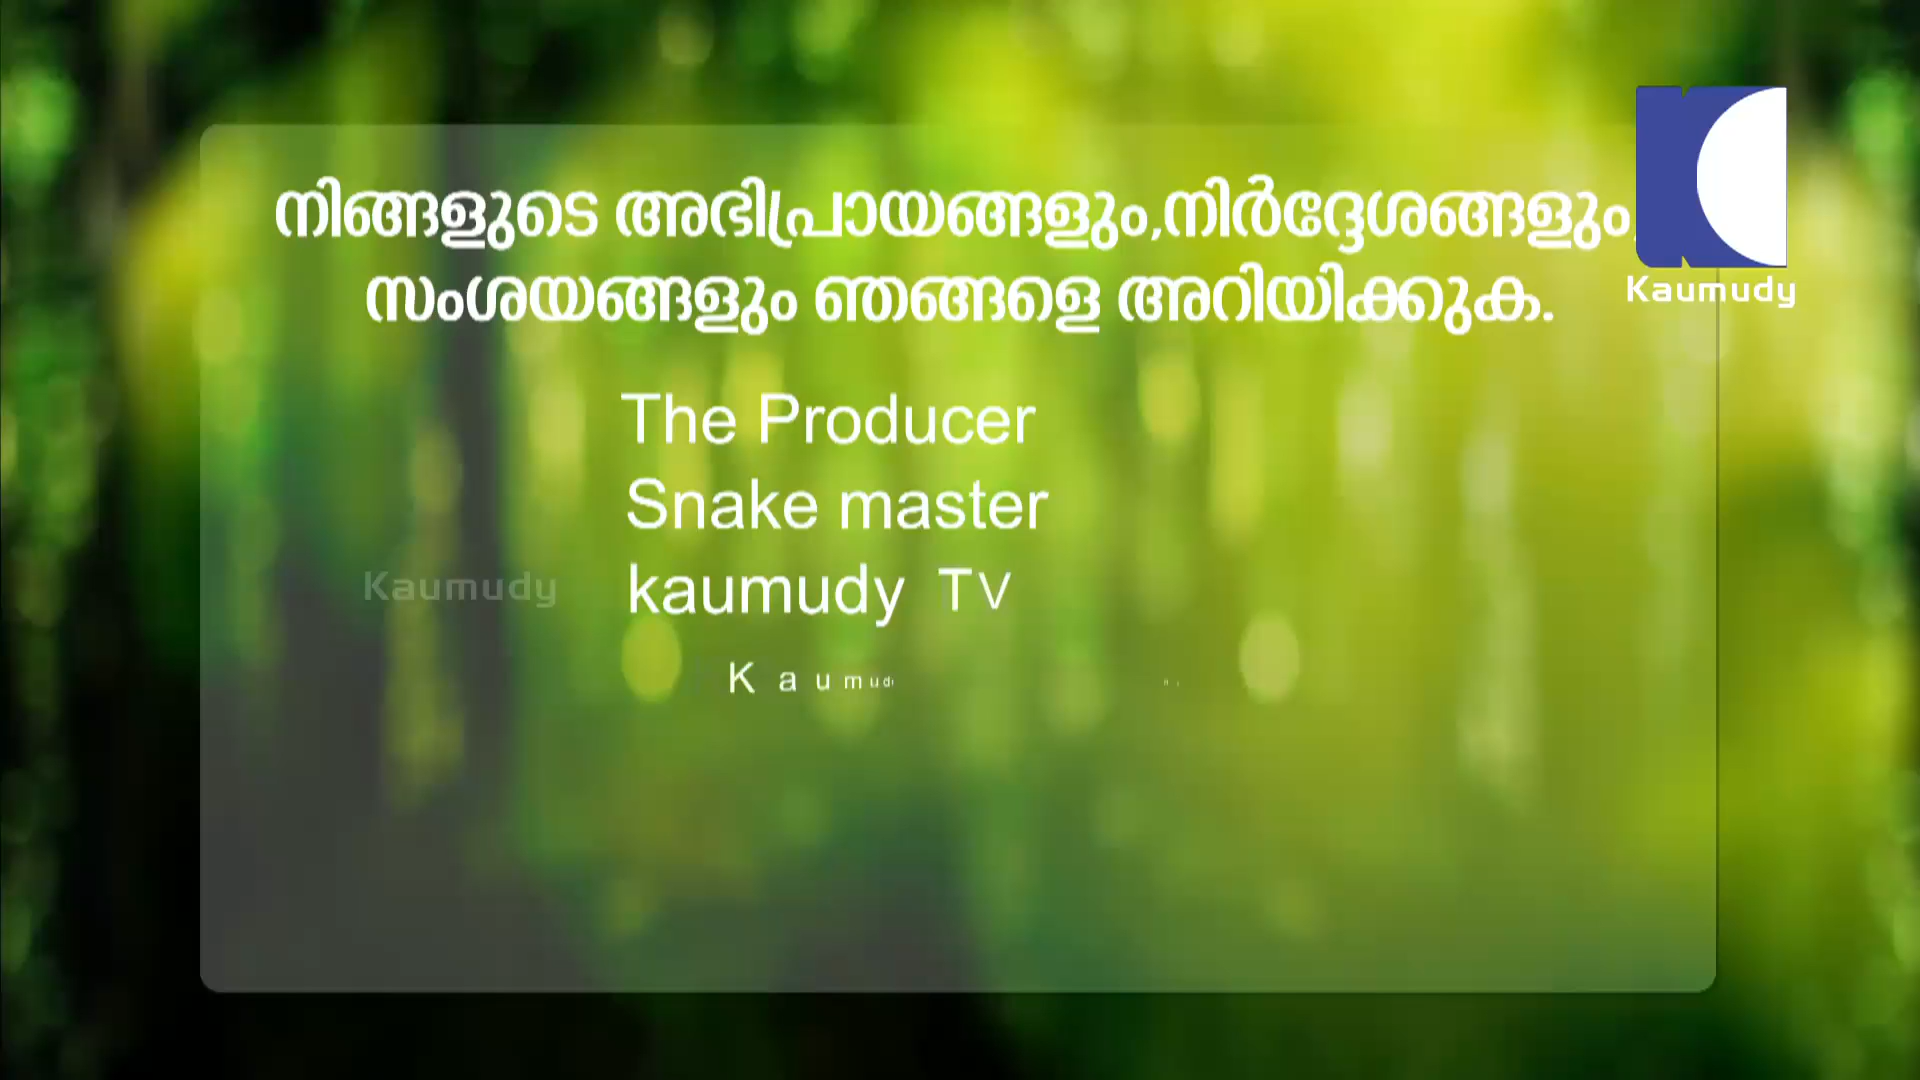 നിങ്ങളുടെ അഭിപ്രായങ്ങളും,നിർദ്ദേശങ്ങളും,
സംശയങ്ങളും ഞങ്ങളെ അറിയിക്കുക.
Kaumudy
The Producer
Snake master
kaumudy TV
Kaumudy